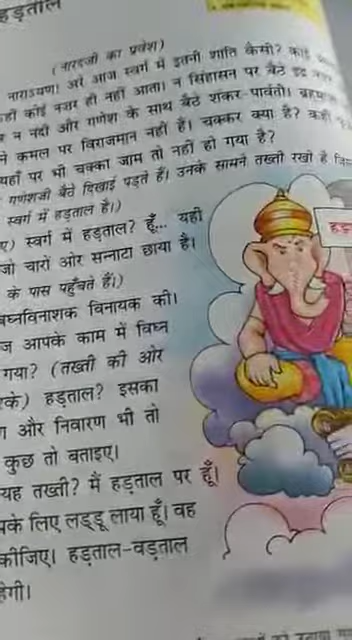 हड़ताल
(नारदजी का प्रवेश)
नाराऽयण! अरे आज स्वर्ग में इतनी शांति कैसी? कोई
कोई नज़र ही नहीं आता। न सिंहासन पर बैठे इंद्र
न नंदी और गणेश के साथ बैठे शंकर-पार्वती।
कमल पर विराजमान नहीं हैं। चक्कर क्या है? कहीं
यहाँ पर भी चक्का जाम तो नहीं हो गया है?
गणेशजी बैठे दिखाई पड़ते हैं। उनके सामने तख्ती रखी है
स्वर्ग में हड़ताल है।)
स्वर्ग में हड़ताल? हूँ... यही
जो चारों ओर सन्नाटा छाया है।
के पास पहुँचते हैं।)
विघ्नविनाशक विनायक की।
आपके काम में विघ्न
गया? (तख्ती की ओर
हड़ताल? इसका
और निवारण भी तो
कुछ तो बताइए।
यह तख्ती? मैं हड़ताल पर हूँ।
के लिए लड्डू लाया हूँ। वह
कीजिए। हड़ताल-वड़ताल